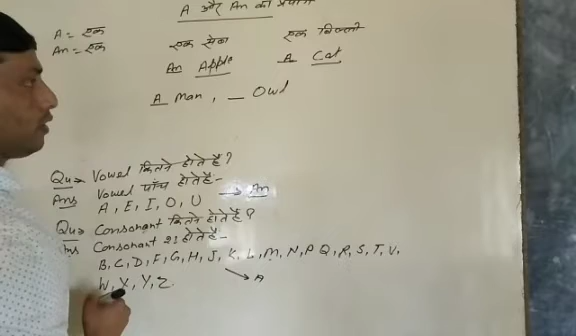 A और An का प्रयोग
A = एक
An = एक
एक सेब
एक बिल्ली
An Apple
A Cat
A Man, _ Owl
Qu⇒ Vowel कितने होते है?
Ans Vowel पाँच होते है:-
A, E, I, O, U → An
Qu⇒ Consonant कितने होते है?
Ans Consonant 21 होते है-
B, C, D, F, G, H, J, K, L, M, N, P Q, R, S, T, V,
W, X, Y, Z. → A